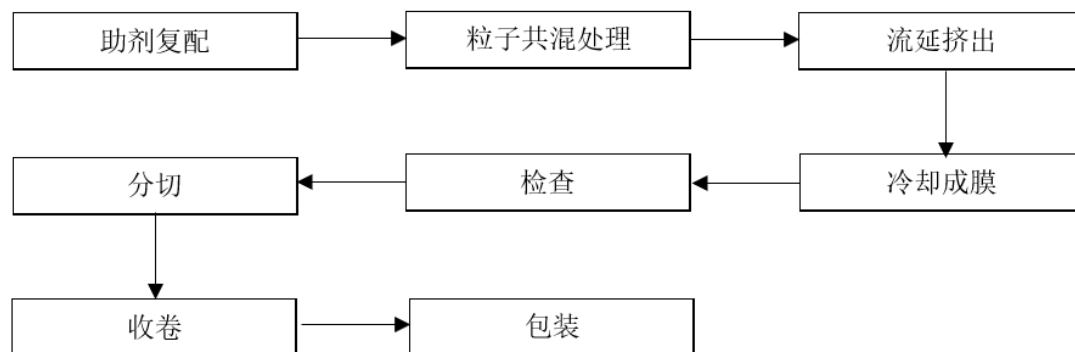 助剂复配
粒子共混处理
流延挤出
冷却成膜
检查
分切
收卷
包装